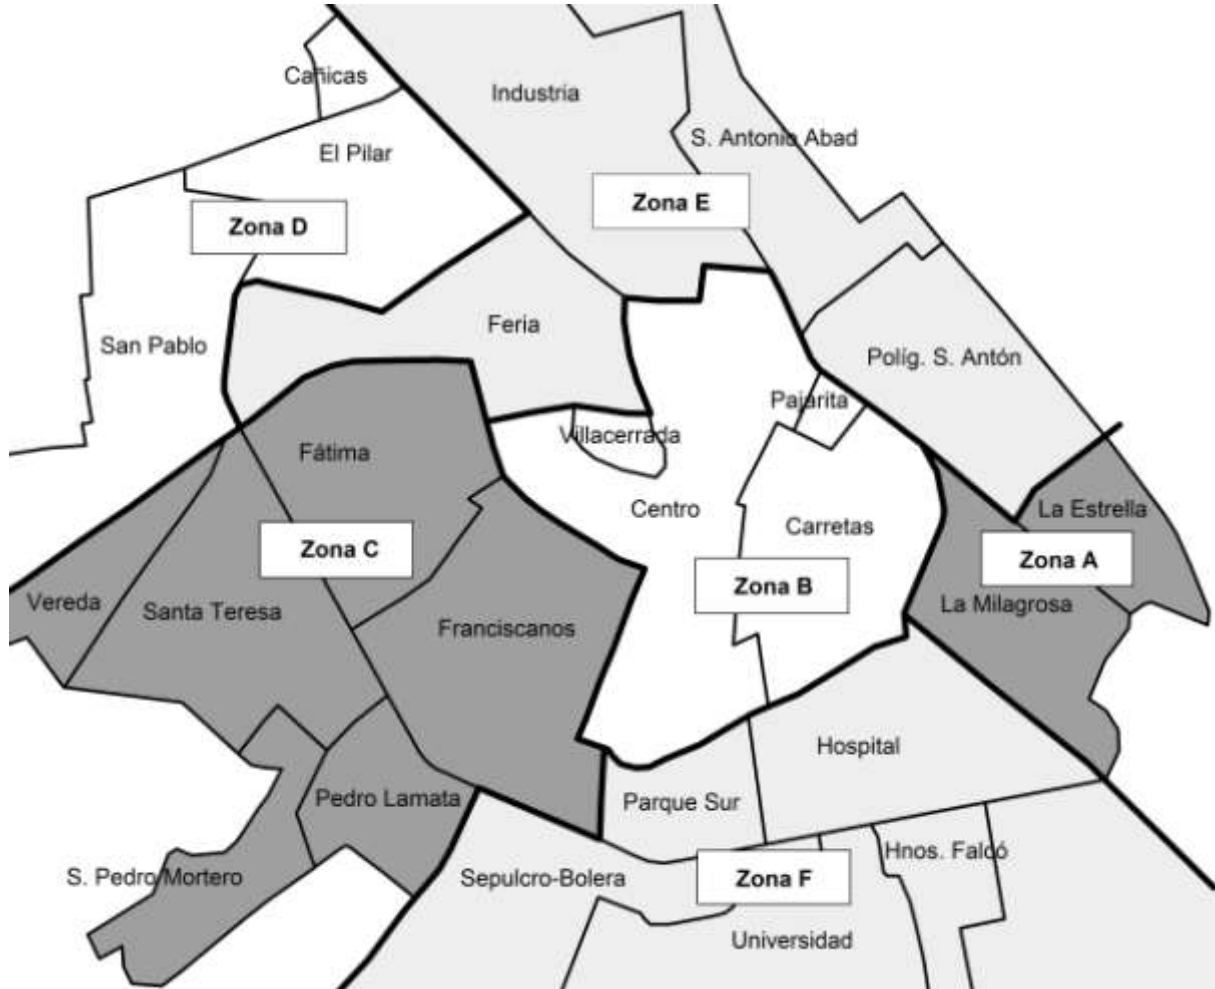 Cañicas
Industria
S. Antonio Abad
El Pilar
Zona E
Zona D
Feria
San Pablo
Políg. S. Antón
Pajarita
Villacerrada
Fátima
Centro
La Estrella
Carretas
Zona C
Zona A
Zona B
Vereda
Santa Teresa
La Milagrosa
Franciscanos
Hospital
Pedro Lamata
Parque Sur
Hnos. Falcó
S. Pedro Mortero
Sepulcro-Bolera
Zona F
Universidad